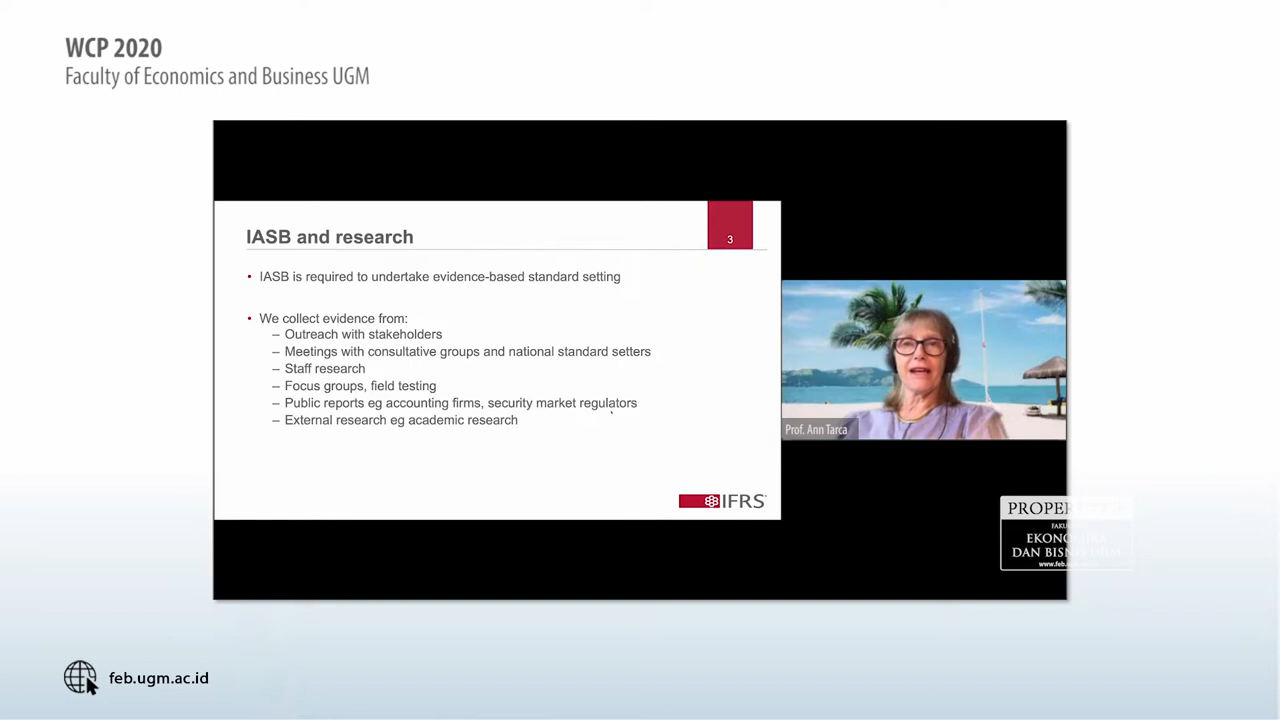 WCP 2020
Faculty of Economics and Business UGM
IASB and research
3
• IASB is required to undertake evidence-based standard setting
• We collect evidence from:
– Outreach with stakeholders
– Meetings with consultative groups and national standard setters
– Staff research
– Focus groups, field testing
– Public reports eg accounting firms, security market regulators
– External research eg academic research
IFRS
Prof. Ann Tarca
EKONOMIKA
DAN BISNIS
feb.ugm.ac.id